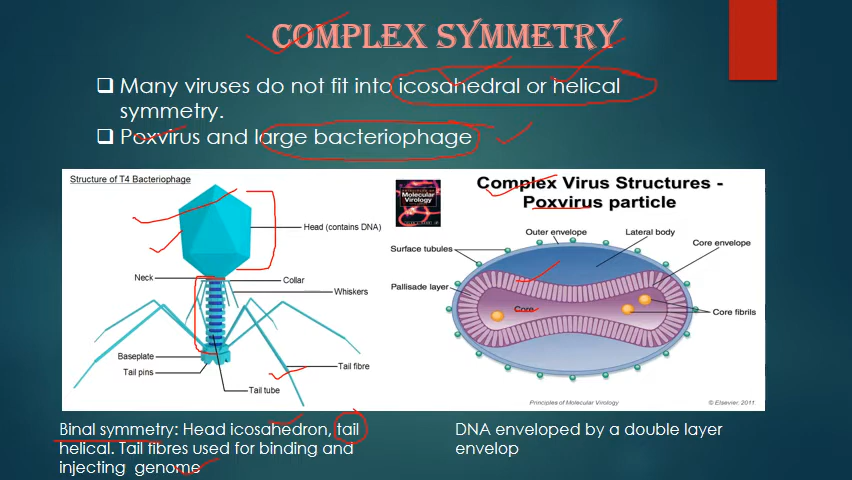 COMPLEX SYMMETRY
Many viruses do not fit into icosahedral or helical
symmetry.
Poxvirus and large bacteriophage
Structure of T4 Bacteriophage
Head (contains DNA)
Neck
Collar
Whiskers
Baseplate
Tail pins
Tail fibre
Tail tube
Molecular
Virology
Complex Virus Structures -
Poxvirus particle
Outer envelope
Lateral body
Surface tubules
Core envelope
Pallisade layer
Core
Core fibrils
Principles of Molecular Virology
© Elsevier, 2011
Binal symmetry: Head icosahedron, tail
helical. Tail fibres used for binding and
injecting genome
DNA enveloped by a double layer
envelop